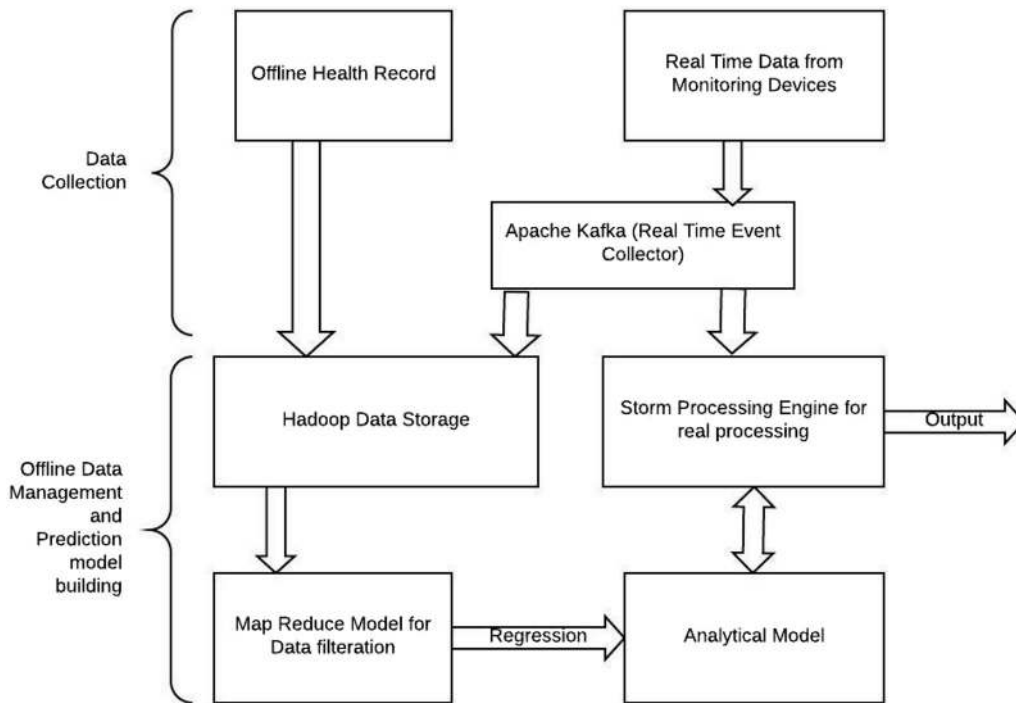 Offline Health Record
Real Time Data from
Monitoring Devices
Data
Collection
Apache Kafka (Real Time Event
Collector)
Hadoop Data Storage
Storm Processing Engine for
real processing
Output
Offline Data
Management
and
Prediction
model
building
Map Reduce Model for
Data filteration
Regression
Analytical Model